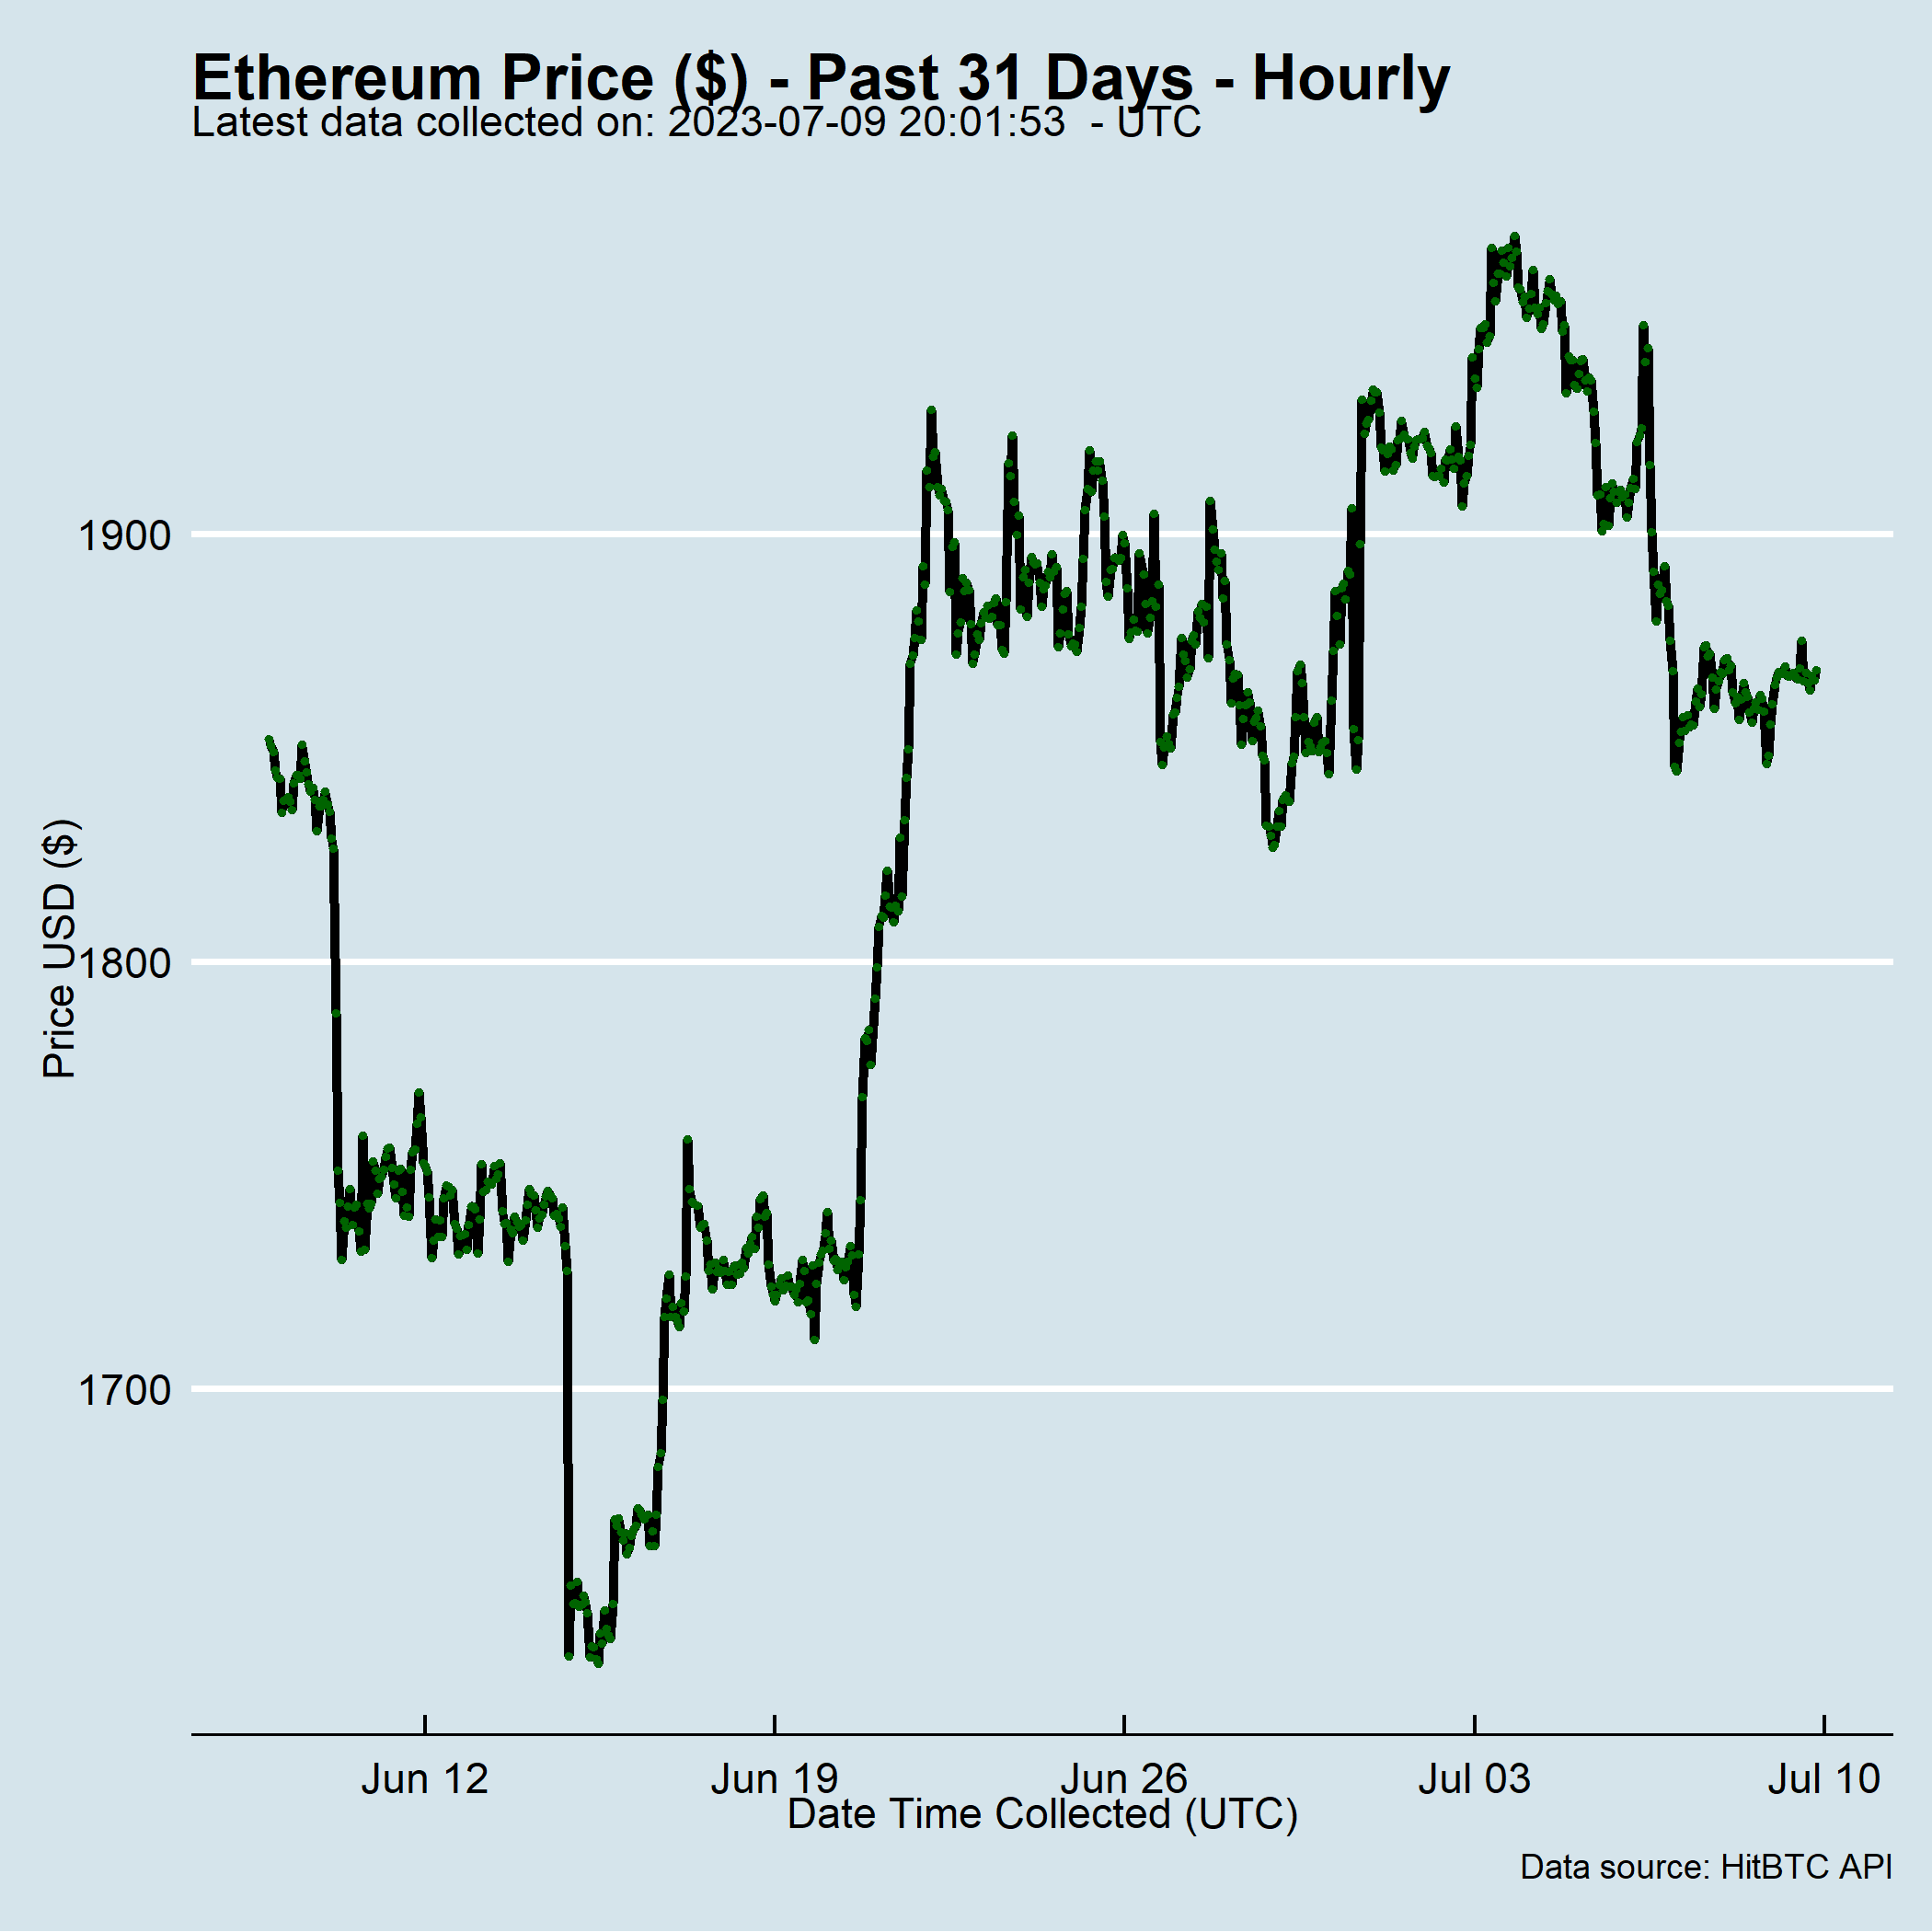 Ethereum Price ($) - Past 31 Days - Hourly
Latest data collected on: 2023-07-09 20:01:53  - UTC
1900
1800
1700
Price USD ($)
Jun 12
Jun 19
Jun 26
Jul 03
Jul 10
Date Time Collected (UTC)
Data source: HitBTC API